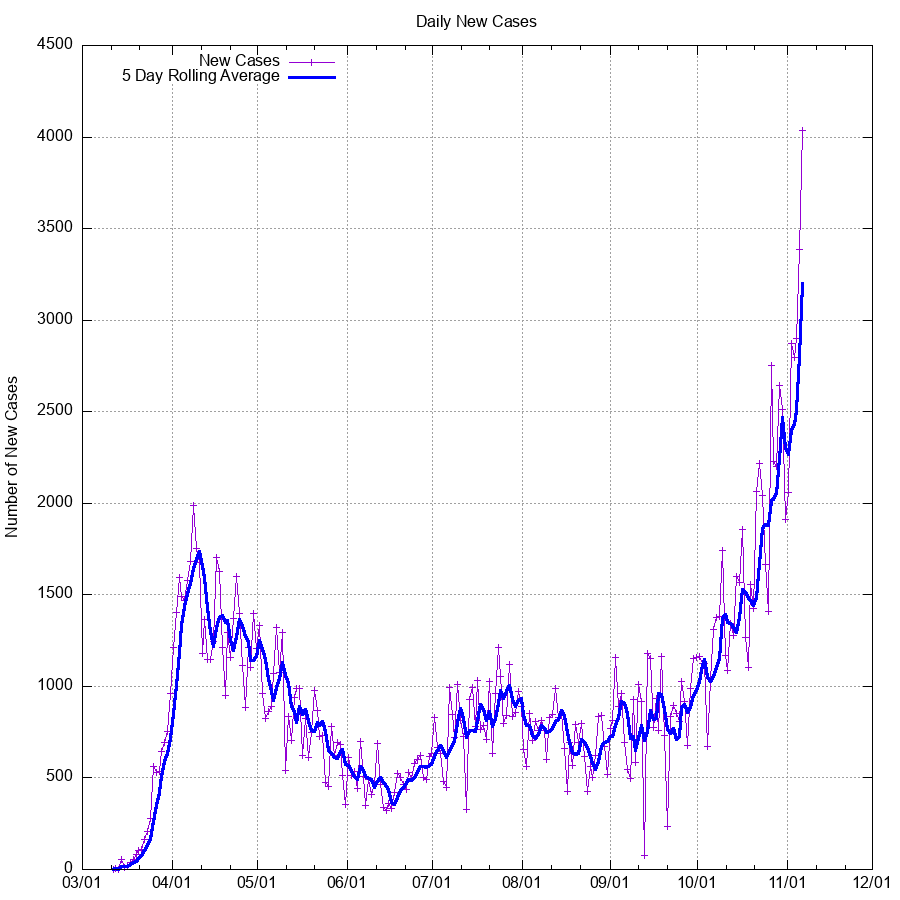 Daily New Cases
New Cases
5 Day Rolling Average
Number of New Cases
4500
4000
3500
3000
2500
2000
1500
1000
500
0
03/01 04/01 05/01 06/01 07/01 08/01 09/01 10/01 11/01 12/01